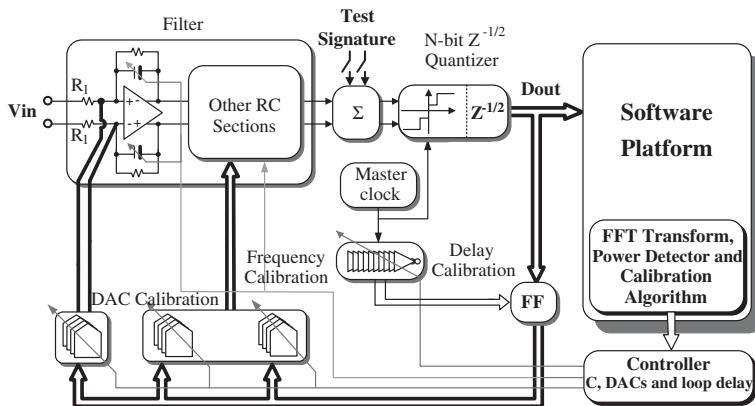 Filter
Test
Signature
N-bit Z^-1/2
Quantizer
R1
Vin
R1
+ -
- +
Other RC
Sections
Σ
Z^-1/2
Dout
Software
Platform
Master
clock
Frequency
Calibration
Delay
Calibration
FFT Transform,
Power Detector and
Calibration
Algorithm
DAC Calibration
FF
Controller
C, DACs and loop delay